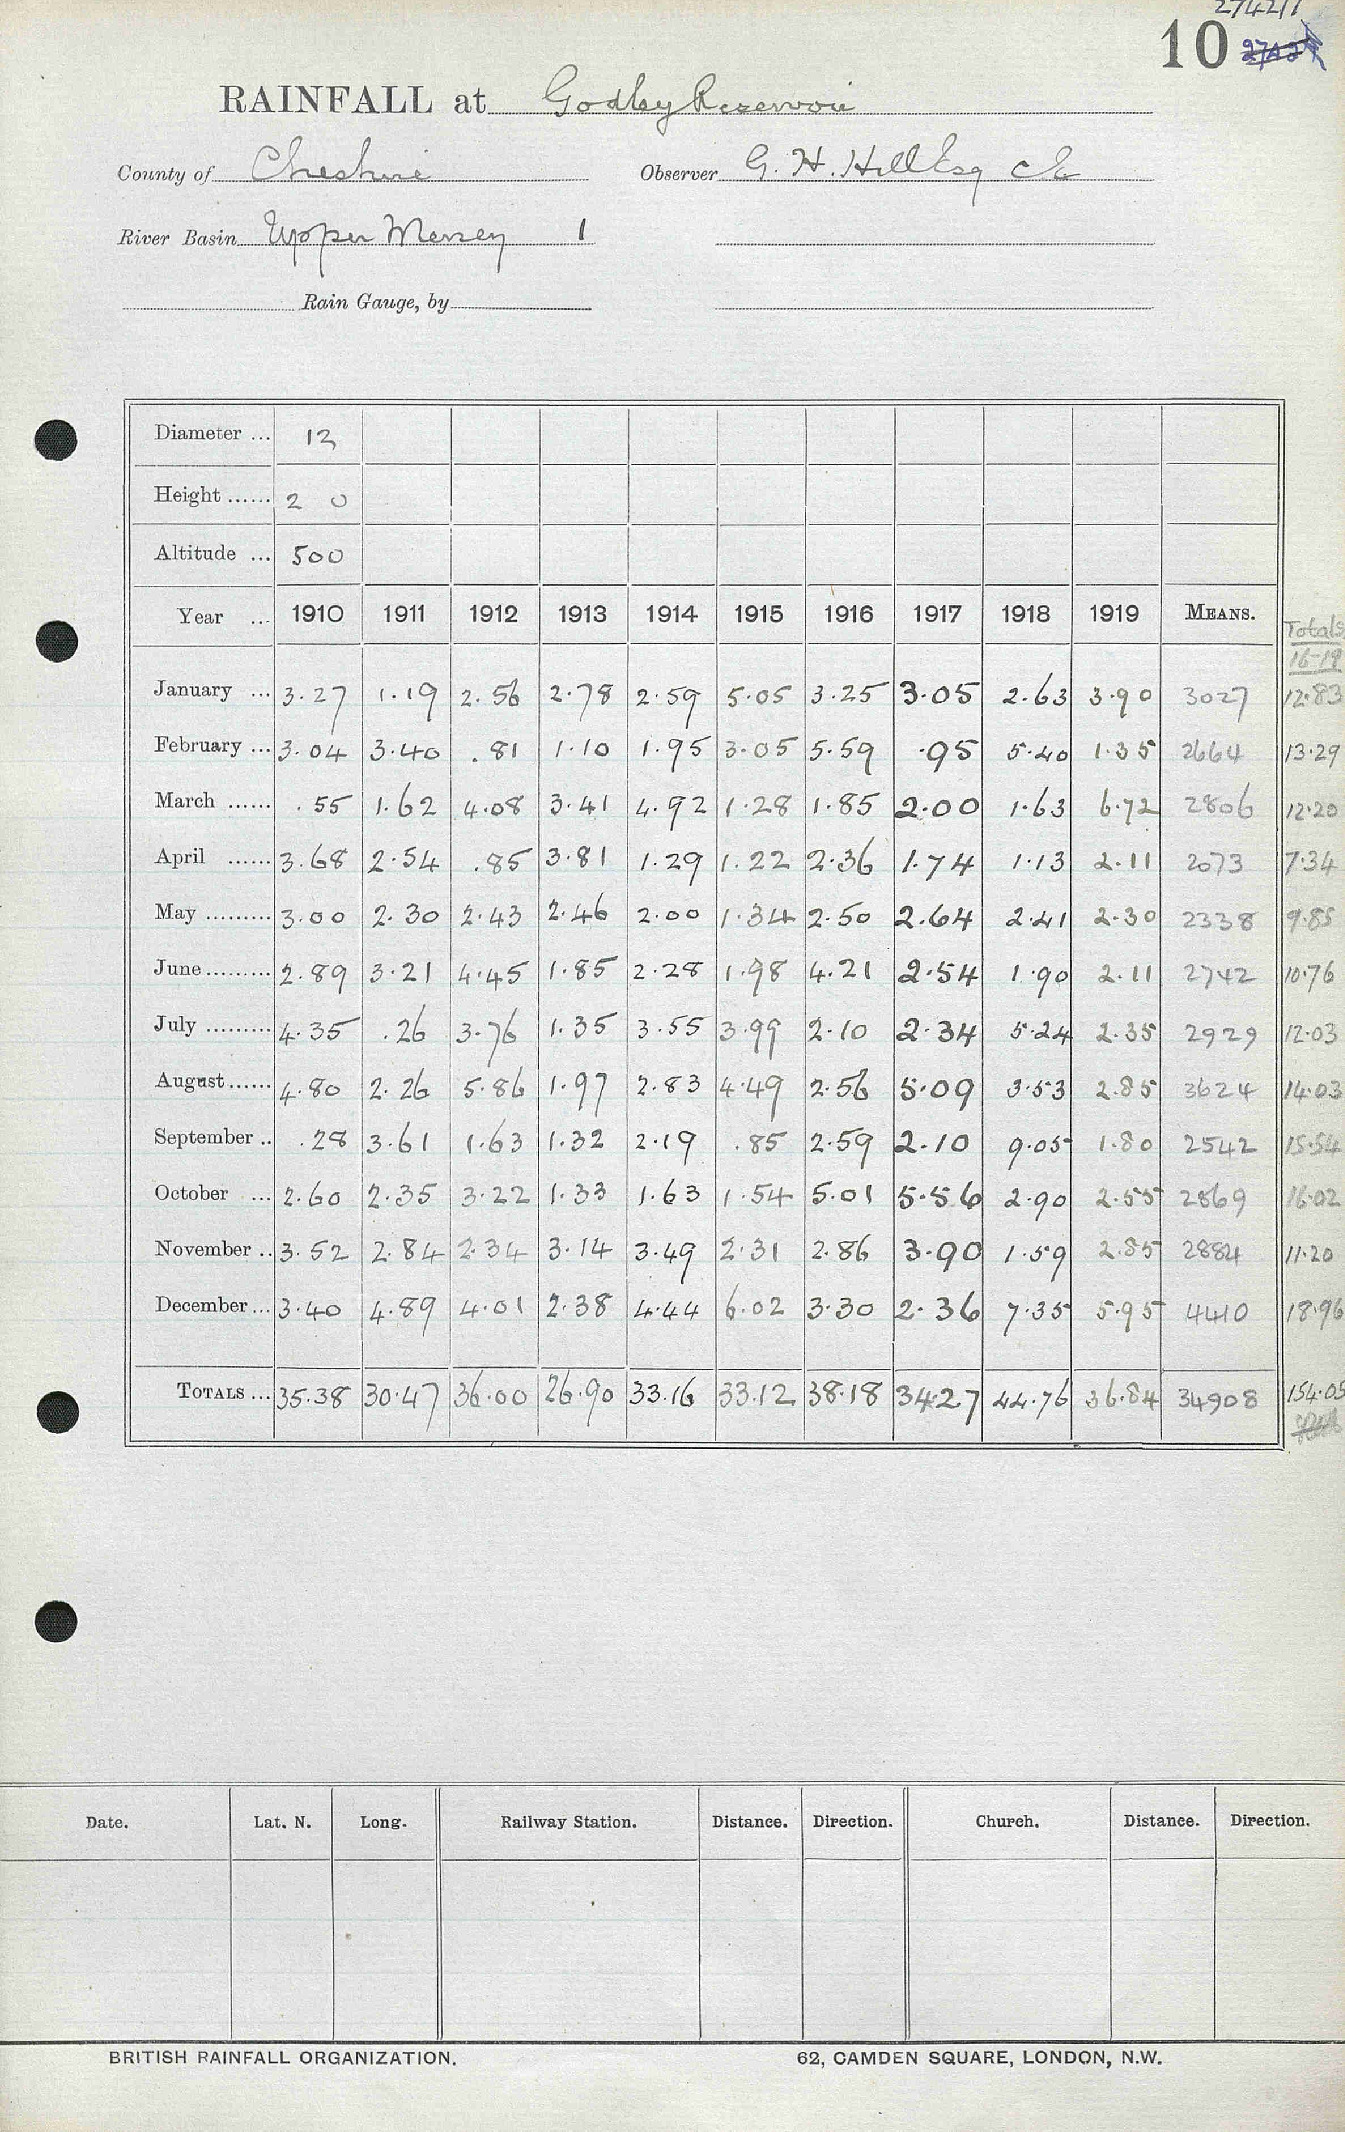 27421/1
10
RAINFALL at Godley Reservoir
County of Cheshire Observer G. H. Hill Esq CE
River Basin Upper Mersey 1
Rain Gauge, by
Diameter ... 12
Height ...... 2 0
Altitude ... 500
Year ... 1910 1911 1912 1913 1914 1915 1916 1917 1918 1919 MEANS. Totals 16-19
January ... 3.27 1.19 2.56 2.78 2.59 5.05 3.25 3.05 2.63 3.90 3027 12.83
February ... 3.04 3.40 .81 1.10 1.95 3.05 5.59 .95 5.40 1.35 2664 13.29
March ...... .55 1.62 4.08 3.41 4.92 1.28 1.85 2.00 1.63 6.72 2806 12.20
April ...... 3.68 2.54 .85 3.81 1.29 1.22 2.36 1.74 1.13 2.11 2073 7.34
May ......... 3.00 2.30 2.43 2.46 2.00 1.34 2.50 2.64 2.41 2.30 2338 9.85
June ......... 2.89 3.21 4.45 1.85 2.28 1.98 4.21 2.54 1.90 2.11 2742 10.76
July ......... 4.35 .26 3.76 1.35 3.55 3.99 2.10 2.34 5.24 2.35 2929 12.03
August ...... 4.80 2.26 5.86 1.97 2.83 4.49 2.56 5.09 3.53 2.85 3624 14.03
September .. .28 3.61 1.63 1.32 2.19 .85 2.59 2.10 9.05 1.80 2542 15.54
October ... 2.60 2.35 3.22 1.33 1.63 1.54 5.01 5.56 2.90 2.55 2869 16.02
November .. 3.52 2.84 2.34 3.14 3.49 2.31 2.86 3.90 1.59 2.85 2884 11.20
December ... 3.40 4.89 4.01 2.38 4.44 6.02 3.30 2.36 7.35 5.95 4410 18.96
TOTALS ... 35.38 30.47 36.00 26.90 33.16 33.12 38.18 34.27 44.76 36.84 34908 154.05
Date. Lat. N. Long. Railway Station. Distance. Direction. Church. Distance. Direction.
BRITISH RAINFALL ORGANIZATION. 62, CAMDEN SQUARE, LONDON, N.W.